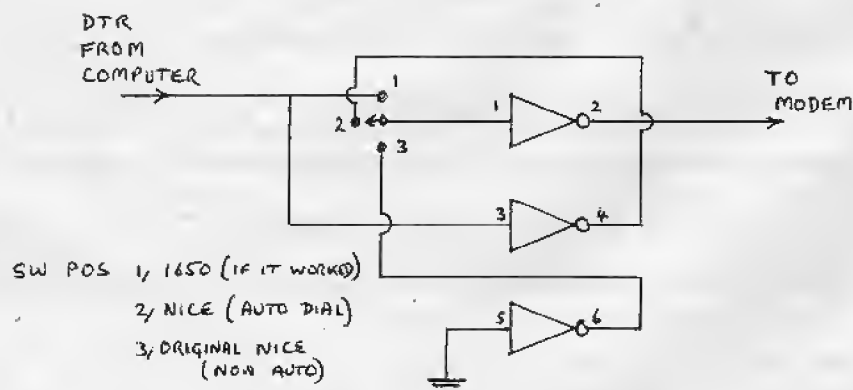 DTR
FROM
COMPUTER
TO
MODEM
1
2
3
1
2
3
4
5
6
SW POS 1, 1650 (IF IT WORKED)
2, NICE (AUTO DIAL)
3, ORIGINAL NICE
(NON AUTO)